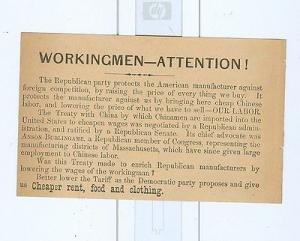 hp
WORKINGMEN—ATTENTION!
The Republican party protects the American manufacturer against
foreign competition, by raising the price of every thing we buy. It
protects the manufacturer against us by bringing here cheap Chinese
labor, and lowering the price of what we have to sell—OUR LABOR.
The Treaty with China by which Chinamen are imported into the
United States to cheapen wages was negotiated by a Republican admin-
istration, and ratified by a Republican Senate. Its chief advocate was
Anson Burlingame, a Republican member of Congress, representing the
manufacturing districts of Massachusetts, which have since given large
employment to Chinese labor.
Was this Treaty made to enrich Republican manufacturers by
lowering the wages of the workingman?
Better lower the Tariff as the Democratic party proposes and give
us Cheaper rent, food and clothing.